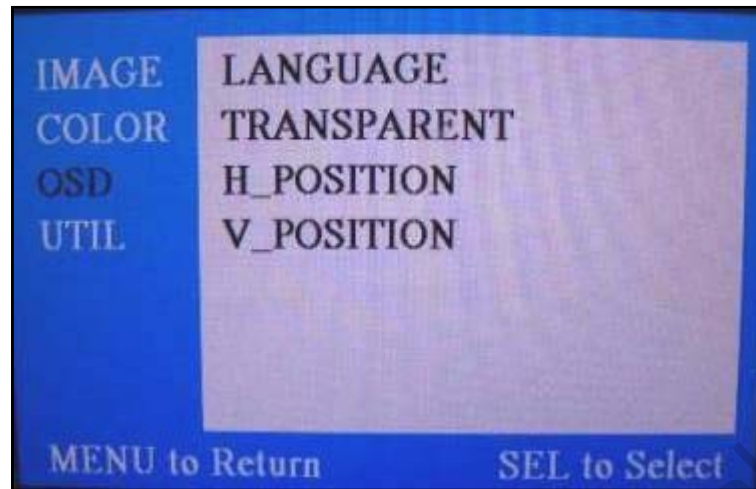 IMAGE LANGUAGE
COLOR TRANSPARENT
OSD H_POSITION
UTIL V_POSITION
MENU to Return SEL to Select